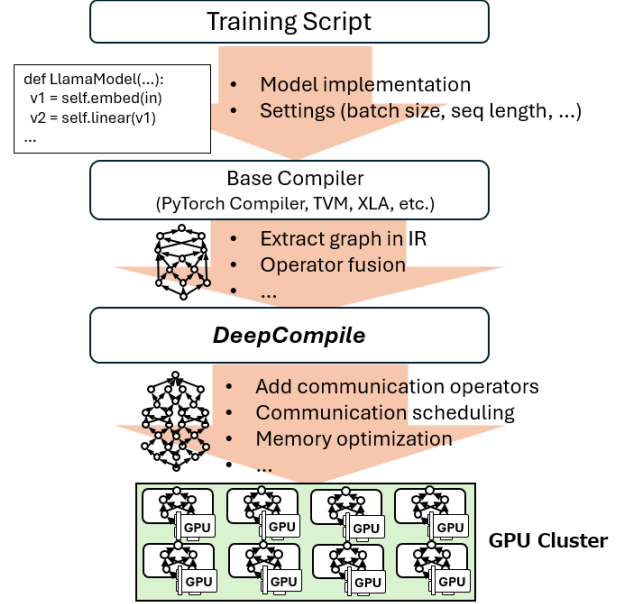 Training Script
def LlamaModel(...):
v1 = self.embed(in)
v2 = self.linear(v1)
...
• Model implementation
• Settings (batch size, seq length, ...)
Base Compiler
(PyTorch Compiler, TVM, XLA, etc.)
• Extract graph in IR
• Operator fusion
• ...
DeepCompile
• Add communication operators
• Communication scheduling
• Memory optimization
• ...
GPU
GPU
GPU
GPU
GPU Cluster
GPU
GPU
GPU
GPU